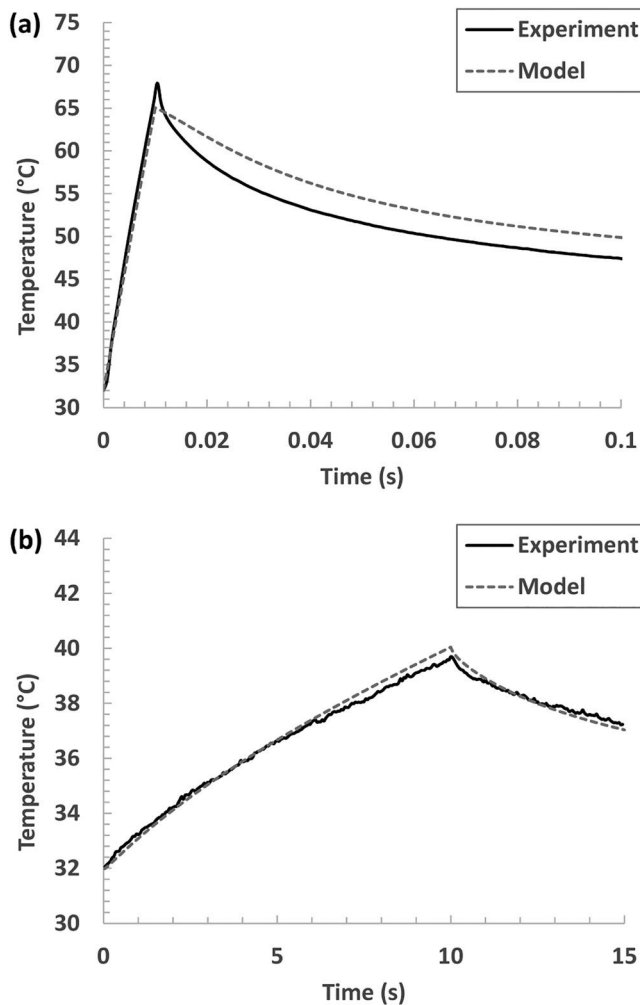 (a)
Experiment
Model
75
70
65
60
55
50
45
40
35
30
Temperature (°C)
0 0.02 0.04 0.06 0.08 0.1
Time (s)
(b)
Experiment
Model
44
42
40
38
36
34
32
30
Temperature (°C)
0 5 10 15
Time (s)